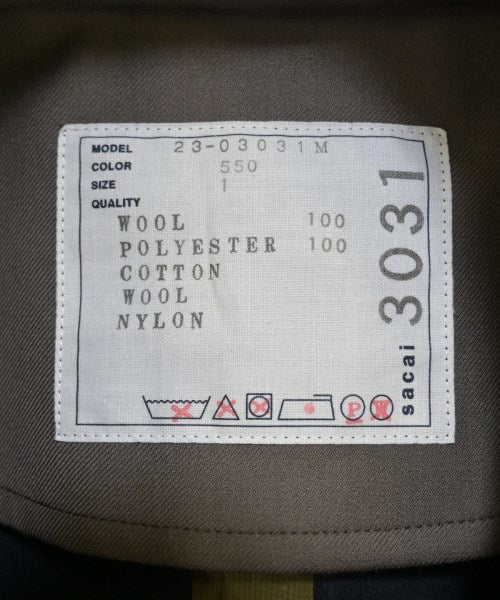 MODEL 23-03031M
COLOR 550
SIZE 1
QUALITY
WOOL 100
POLYESTER 100
COTTON
WOOL
NYLON
P W
sacai 3031